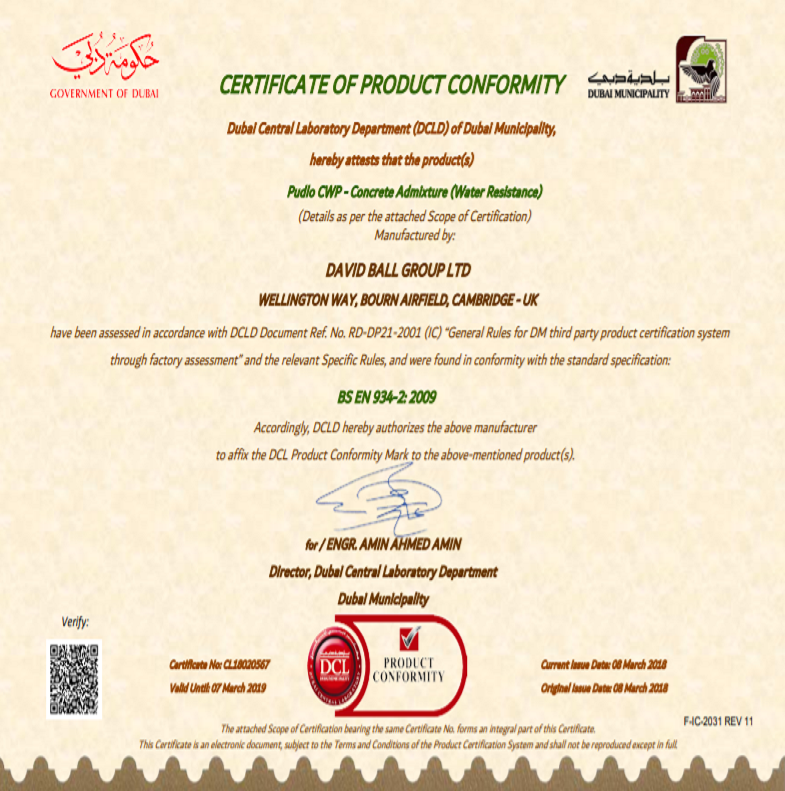 حكومة دبي
GOVERNMENT OF DUBAI
بلدية دبي
DUBAI MUNICIPALITY
CERTIFICATE OF PRODUCT CONFORMITY
Dubai Central Laboratory Department (DCLD) of Dubai Municipality,
hereby attests that the product(s)
Pudlo CWP - Concrete Admixture (Water Resistance)
(Details as per the attached Scope of Certification)
Manufactured by:
DAVID BALL GROUP LTD
WELLINGTON WAY, BOURN AIRFIELD, CAMBRIDGE - UK
have been assessed in accordance with DCLD Document Ref. No. RD-DP21-2001 (IC) “General Rules for DM third party product certification system
through factory assessment” and the relevant Specific Rules, and were found in conformity with the standard specification:
BS EN 934-2: 2009
Accordingly, DCLD hereby authorizes the above manufacturer
to affix the DCL Product Conformity Mark to the above-mentioned product(s).
for / ENGR. AMIN AHMED AMIN
Director, Dubai Central Laboratory Department
Dubai Municipality
Verify:
Certificate No: CL18020567
Valid Until: 07 March 2019
DCL
PRODUCT
CONFORMITY
Current Issue Date: 08 March 2018
Original Issue Date: 08 March 2018
F-IC-2031 REV 11
The attached Scope of Certification bearing the same Certificate No. forms an integral part of this Certificate.
This Certificate is an electronic document, subject to the Terms and Conditions of the Product Certification System and shall not be reproduced except in full.